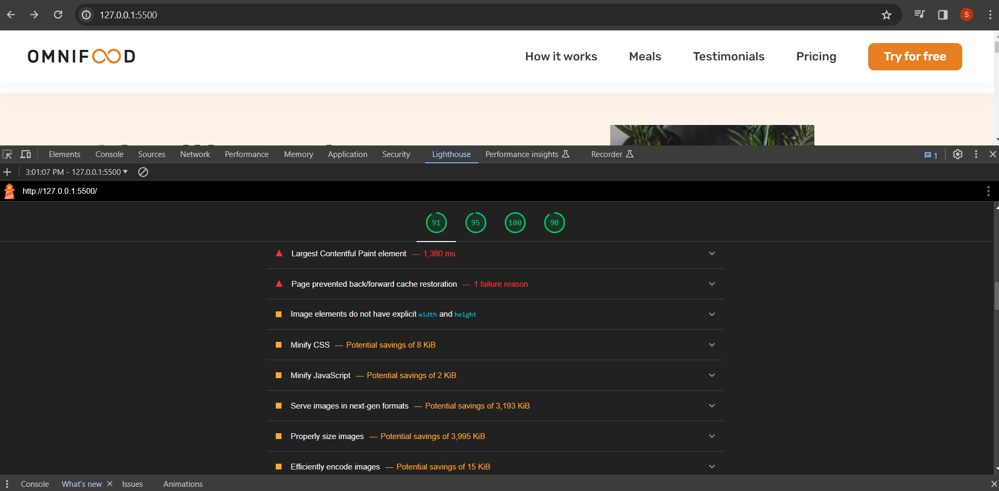 127.0.0.1:5500
S
OMNIFOOD
How it works Meals Testimonials Pricing Try for free
Elements Console Sources Network Performance Memory Application Security Lighthouse Performance insights Recorder 1
3:01:07 PM - 127.0.0.1:5500
http://127.0.0.1:5500/
91 95 100 90
Largest Contentful Paint element — 1,380 ms
Page prevented back/forward cache restoration — 1 failure reason
Image elements do not have explicit width and height
Minify CSS — Potential savings of 8 KiB
Minify JavaScript — Potential savings of 2 KiB
Serve images in next-gen formats — Potential savings of 3,193 KiB
Properly size images — Potential savings of 3,995 KiB
Efficiently encode images — Potential savings of 15 KiB
Console What's new Issues Animations